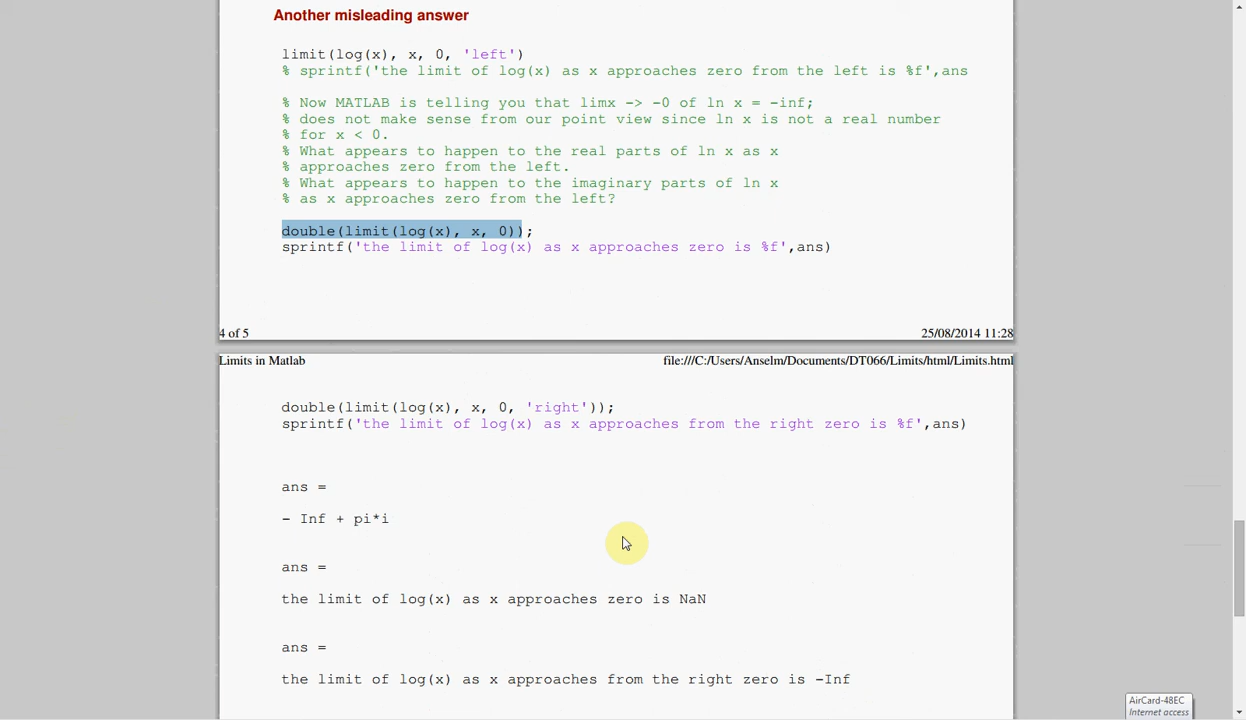 Another misleading answer
limit(log(x), x, 0, 'left')
% sprintf('the limit of log(x) as x approaches zero from the left is %f',ans
% Now MATLAB is telling you that limx -> -0 of ln x = -inf;
% does not make sense from our point view since ln x is not a real number
for x < 0.
% What appears to happen to the real parts of ln x as x
% approaches zero from the left.
% What appears to happen to the imaginary parts of ln x
% as x approaches zero from the left?
double(limit(log(x), x, 0));
sprintf('the limit of log(x) as x approaches zero is %f',ans)
4 of 5
25/08/2014 11:28
Limits in Matlab
file:///C:/Users/Anselm/Documents/DT066/Limits/html/Limits.html
double(limit(log(x), x, 0, 'right'));
sprintf('the limit of log(x) as x approaches from the right zero is %f',ans)
ans =
- Inf + pi*i
ans =
the limit of log(x) as x approaches zero is NaN
ans =
the limit of log(x) as x approaches from the right zero is -Inf
AirCard-48EC
Internet access